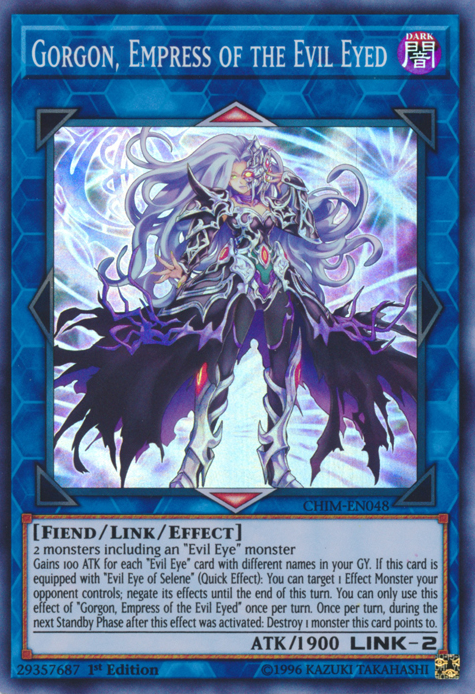 GORGON, EMPRESS OF THE EVIL EYED
DARK
闇
CHIM-EN048
[FIEND/LINK/EFFECT]
2 monsters including an "Evil Eye" monster
Gains 100 ATK for each "Evil Eye" card with different names in your GY. If this card is
equipped with "Evil Eye of Selene" (Quick Effect): You can target 1 Effect Monster your
opponent controls; negate its effects until the end of this turn. You can only use this
effect of "Gorgon, Empress of the Evil Eyed" once per turn. Once per turn, during the
next Standby Phase after this effect was activated: Destroy 1 monster this card points to.
ATK/1900 LINK-2
29357687 1st Edition ©1996 KAZUKI TAKAHASHI